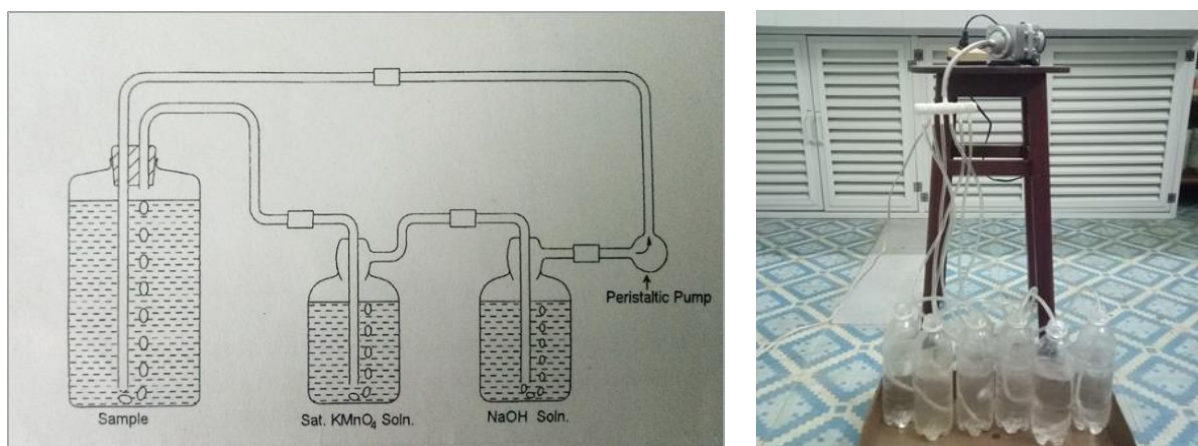 Peristaltic Pump
Sample
Sat. KMnO₄ Soln.
NaOH Soln.